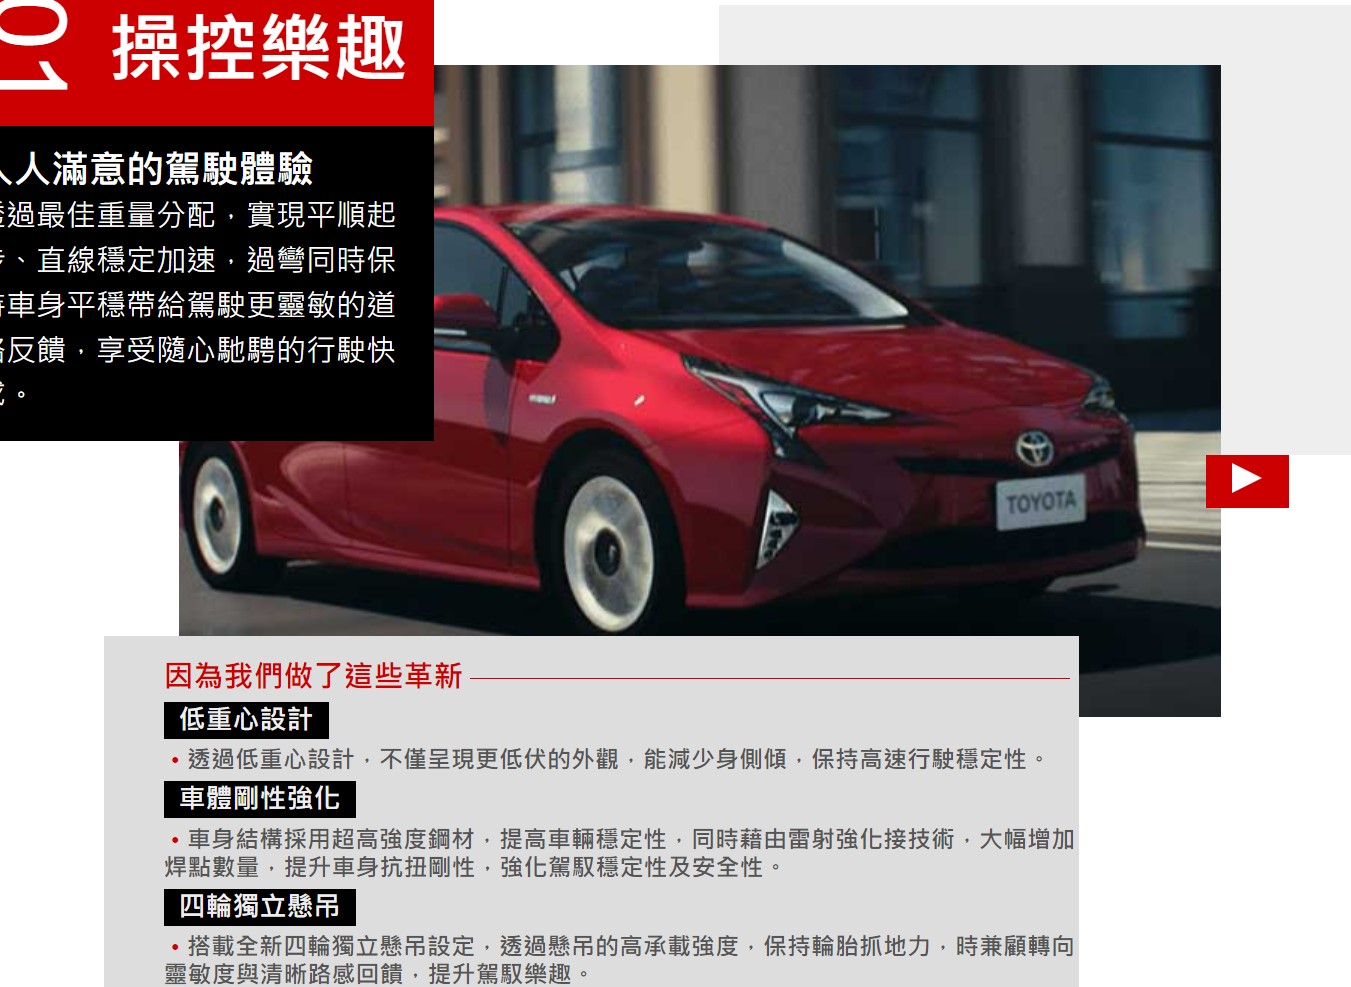 01
操控樂趣
人人滿意的駕駛體驗
過最佳重量分配，實現平順起
、直線穩定加速，過彎同時保
車身平穩帶給駕駛更靈敏的道
反饋，享受隨心馳騁的行駛快
。
TOYOTA
因為我們做了這些革新
低重心設計
•透過低重心設計，不僅呈現更低伏的外觀，能減少身側傾，保持高速行駛穩定性。
車體剛性強化
•車身結構採用超高強度鋼材，提高車輛穩定性，同時藉由雷射強化接技術，大幅增加
焊點數量，提升車身抗扭剛性，強化駕馭穩定性及安全性。
四輪獨立懸吊
•搭載全新四輪獨立懸吊設定，透過懸吊的高承載強度，保持輪胎抓地力，時兼顧轉向
靈敏度與清晰路感回饋，提升駕馭樂趣。